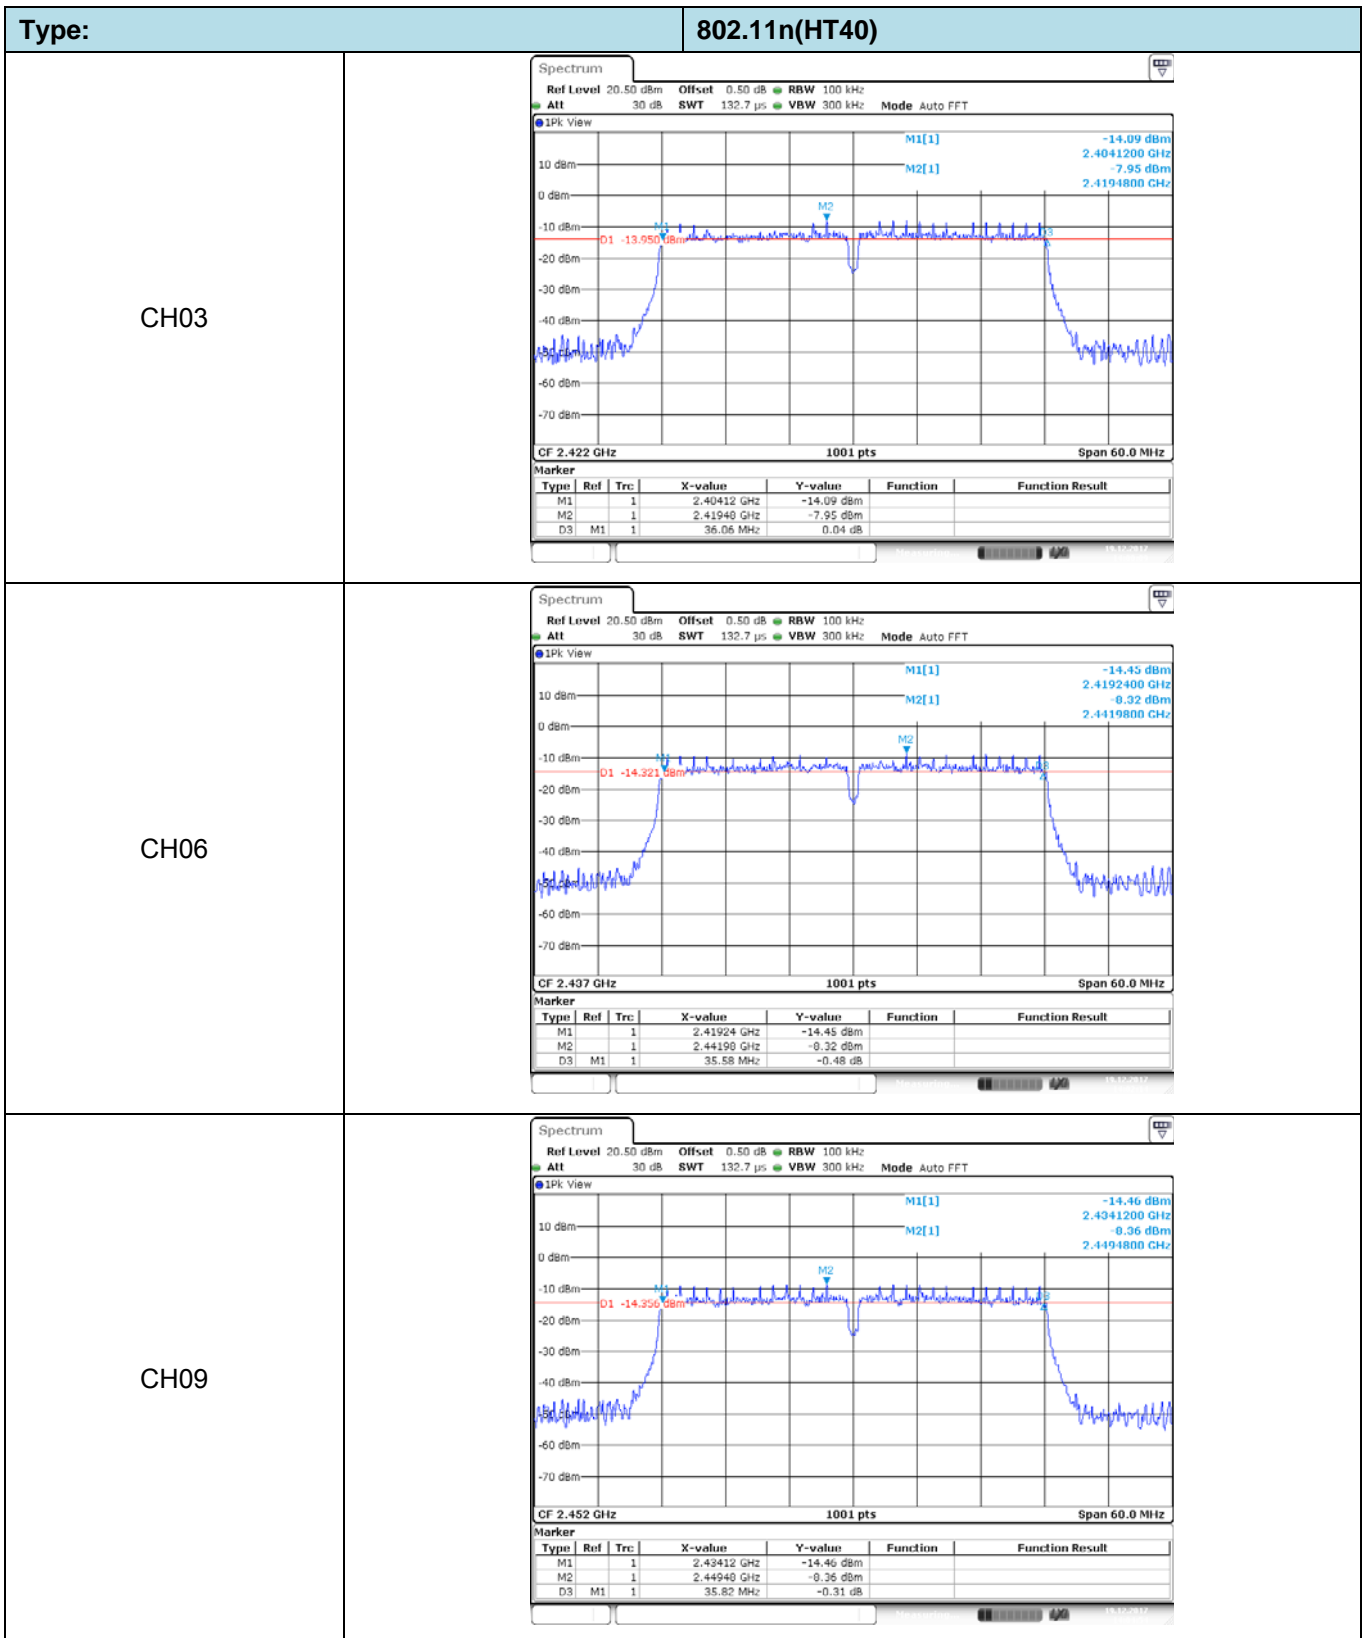 Type: 802.11n(HT40)
CH03
Spectrum
Ref Level 20.50 dBm Offset 0.50 dB RBW 100 kHz
Att 30 dB SWT 132.7 µs VBW 300 kHz Mode Auto FFT
1Pk View
M1[1] -14.09 dBm
2.4041200 GHz
10 dBm
M2[1] -7.95 dBm
2.4194800 GHz
0 dBm
M2
-10 dBm
M1
D1 -13.950 dBm
D3
-20 dBm
-30 dBm
-40 dBm
-50 dBm
-60 dBm
-70 dBm
CF 2.422 GHz 1001 pts Span 60.0 MHz
Marker
Type Ref Trc X-value Y-value Function Function Result
M1 1 2.40412 GHz -14.09 dBm
M2 1 2.41948 GHz -7.95 dBm
D3 M1 1 36.06 MHz 0.04 dB
CH06
Spectrum
Ref Level 20.50 dBm Offset 0.50 dB RBW 100 kHz
Att 30 dB SWT 132.7 µs VBW 300 kHz Mode Auto FFT
1Pk View
M1[1] -14.45 dBm
2.4192400 GHz
10 dBm
M2[1] -8.32 dBm
2.4419800 GHz
0 dBm
M2
-10 dBm
M1
D1 -14.321 dBm
D3
-20 dBm
-30 dBm
-40 dBm
-50 dBm
-60 dBm
-70 dBm
CF 2.437 GHz 1001 pts Span 60.0 MHz
Marker
Type Ref Trc X-value Y-value Function Function Result
M1 1 2.41924 GHz -14.45 dBm
M2 1 2.44198 GHz -8.32 dBm
D3 M1 1 35.58 MHz -0.48 dB
CH09
Spectrum
Ref Level 20.50 dBm Offset 0.50 dB RBW 100 kHz
Att 30 dB SWT 132.7 µs VBW 300 kHz Mode Auto FFT
1Pk View
M1[1] -14.46 dBm
2.4341200 GHz
10 dBm
M2[1] -8.36 dBm
2.4494800 GHz
0 dBm
M2
-10 dBm
M1
D1 -14.356 dBm
D3
-20 dBm
-30 dBm
-40 dBm
-50 dBm
-60 dBm
-70 dBm
CF 2.452 GHz 1001 pts Span 60.0 MHz
Marker
Type Ref Trc X-value Y-value Function Function Result
M1 1 2.43412 GHz -14.46 dBm
M2 1 2.44948 GHz -8.36 dBm
D3 M1 1 35.82 MHz -0.31 dB